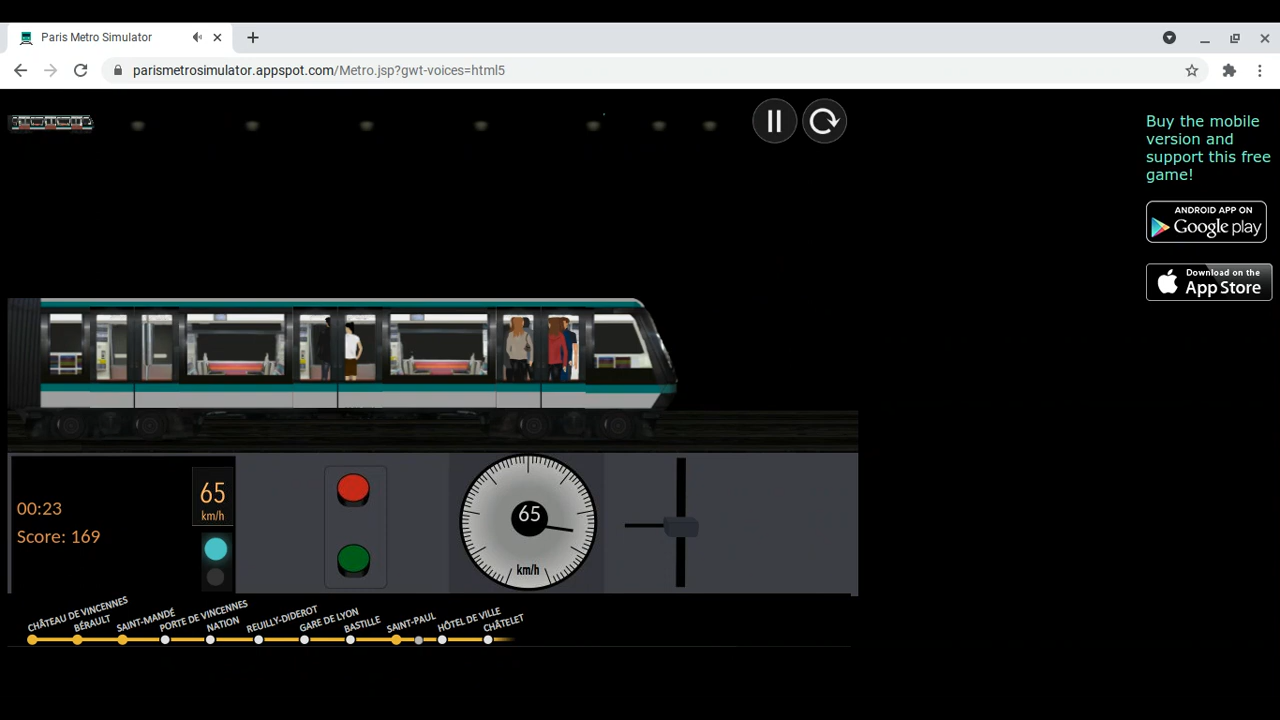 Paris Metro Simulator
parismetrosimulator.appspot.com/Metro.jsp?gwt-voices=html5
Buy the mobile
version and
support this free
game!
ANDROID APP ON
Google play
Download on the
App Store
65
km/h
00:23
Score: 169
65
km/h
CHÂTEAU DE VINCENNES
BÉRAULT
SAINT-MANDÉ
PORTE DE VINCENNES
NATION
REUILLY-DIDEROT
GARE DE LYON
BASTILLE
SAINT-PAUL
HÔTEL DE VILLE
CHÂTELET